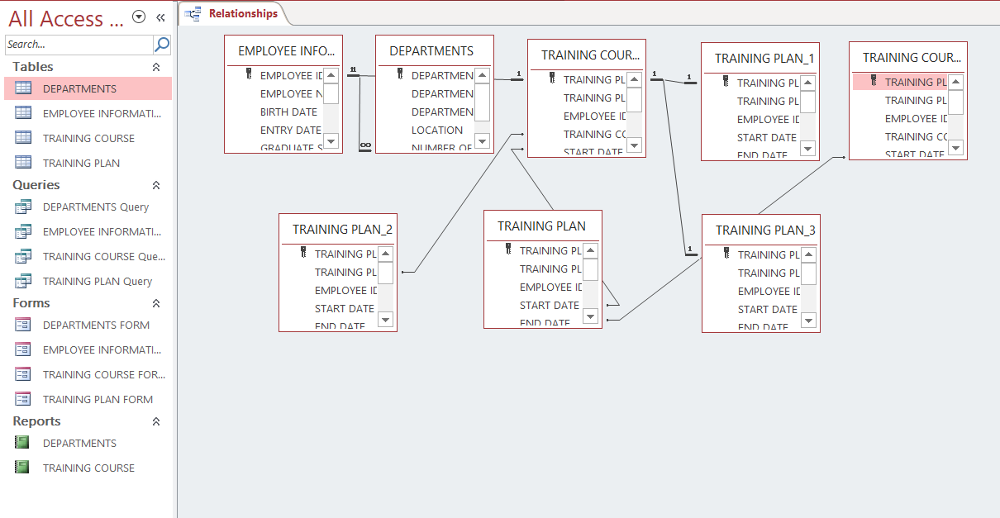 All Access ...
Search...
Tables
DEPARTMENTS
EMPLOYEE INFORMATI...
TRAINING COURSE
TRAINING PLAN
Queries
DEPARTMENTS Query
EMPLOYEE INFORMATI...
TRAINING COURSE Que...
TRAINING PLAN Query
Forms
DEPARTMENTS FORM
EMPLOYEE INFORMATI...
TRAINING COURSE FOR...
TRAINING PLAN FORM
Reports
DEPARTMENTS
TRAINING COURSE
Relationships
EMPLOYEE INFO...
EMPLOYEE ID
EMPLOYEE N
BIRTH DATE
ENTRY DATE
GRADUATE S
11
∞
DEPARTMENTS
DEPARTMEN
DEPARTMEN
DEPARTMEN
LOCATION
NUMBER OF
1
TRAINING COUR...
TRAINING PL
TRAINING PL
EMPLOYEE ID
TRAINING CO
START DATE
1
1
TRAINING PLAN_1
TRAINING PL
TRAINING PL
EMPLOYEE ID
START DATE
END DATE
TRAINING COUR...
TRAINING PL
TRAINING PL
EMPLOYEE ID
TRAINING CO
START DATE
TRAINING PLAN_2
TRAINING PL
TRAINING PL
EMPLOYEE ID
START DATE
END DATE
TRAINING PLAN
TRAINING PL
TRAINING PL
EMPLOYEE ID
START DATE
END DATE
1
TRAINING PLAN_3
TRAINING PL
TRAINING PL
EMPLOYEE ID
START DATE
END DATE